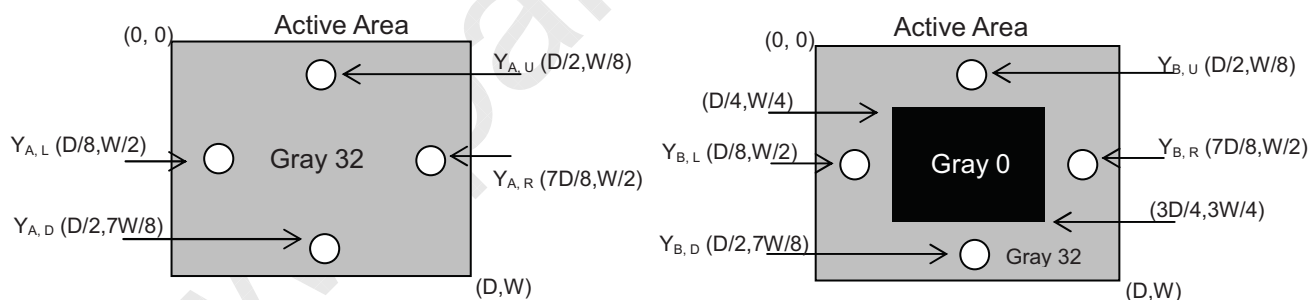 Active Area
(0, 0)
Y_A, U (D/2,W/8)
Y_A, L (D/8,W/2)
Gray 32
Y_A, R (7D/8,W/2)
Y_A, D (D/2,7W/8)
(D,W)
Active Area
(0, 0)
Y_B, U (D/2,W/8)
(D/4,W/4)
Y_B, L (D/8,W/2)
Gray 0
Y_B, R (7D/8,W/2)
(3D/4,3W/4)
Y_B, D (D/2,7W/8)
Gray 32
(D,W)